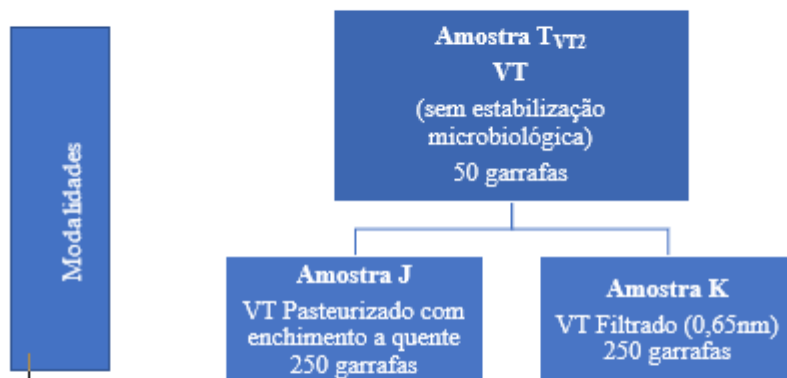 Modalidades
Amostra TVT2
VT
(sem estabilização
microbiológica)
50 garrafas
Amostra J
VT Pasteurizado com
enchimento a quente
250 garrafas
Amostra K
VT Filtrado (0,65nm)
250 garrafas